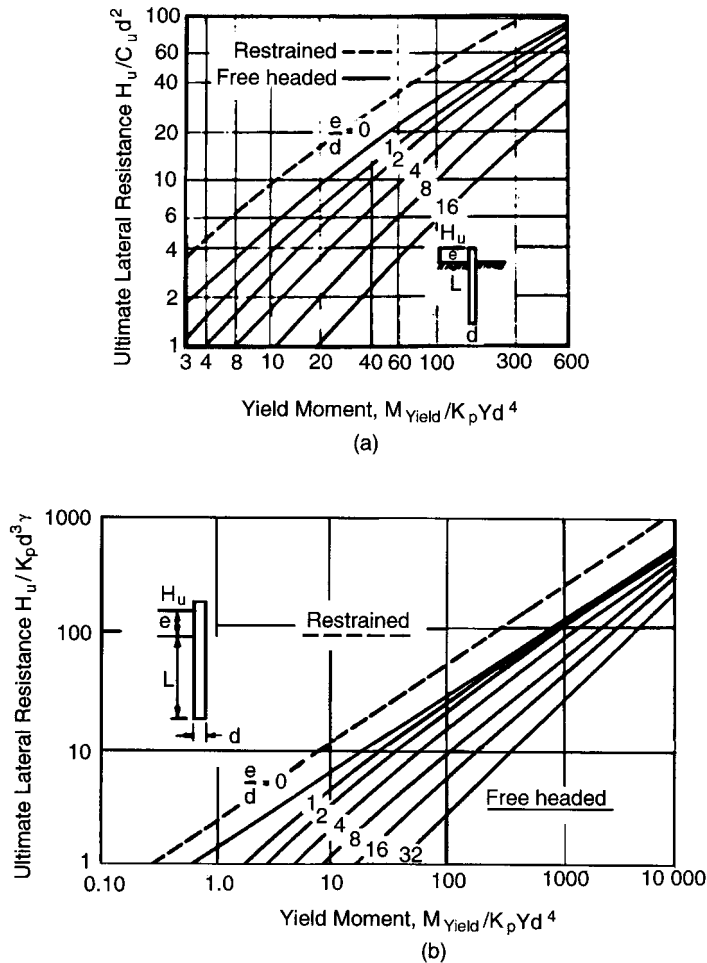 Ultimate Lateral Resistance Hᵤ/Cᵤd²
100
60
40
20
10
6
4
2
1
Restrained
Free headed
e/d = 0
1
2
4
8
16
Hᵤ
e
L
d
3 4 8 10 20 40 60 100 300 600
Yield Moment, M Yield/KₚYd⁴
(a)
Ultimate Lateral Resistance Hᵤ/Kₚd³γ
1000
100
10
1
Hᵤ
e
L
d
Restrained
e/d = 0
1
2
4
8
16
32
Free headed
0.10 1.0 10 100 1000 10 000
Yield Moment, M Yield/KₚYd⁴
(b)